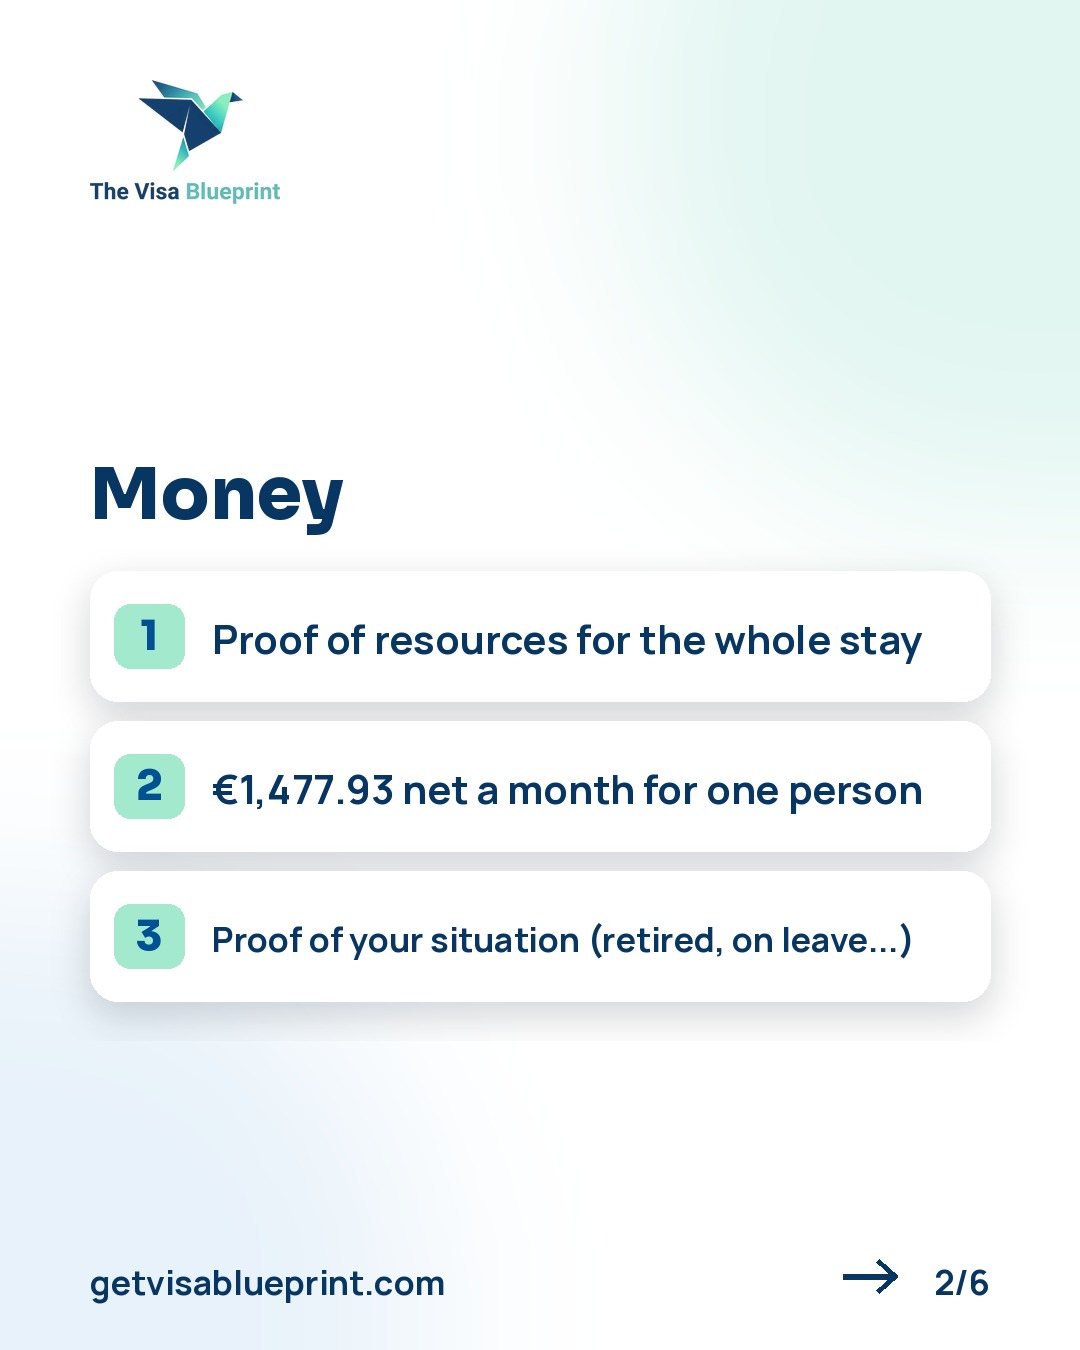 The Visa Blueprint
Money
1 Proof of resources for the whole stay
2 €1,477.93 net a month for one person
3 Proof of your situation (retired, on leave...)
getvisablueprint.com → 2/6